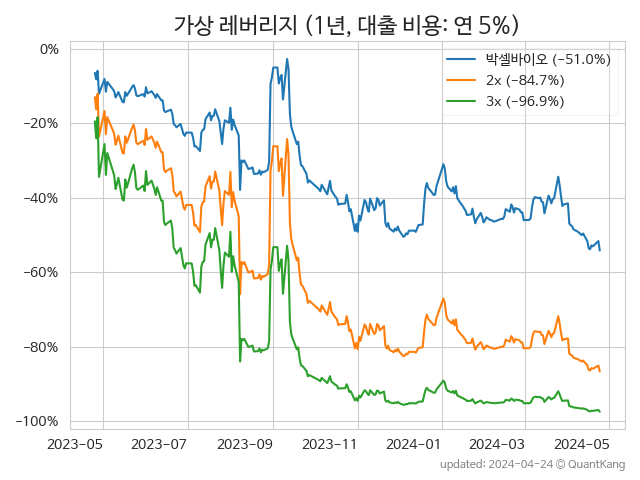 가상 레버리지 (1년, 대출 비용: 연 5%)
박셀바이오 (−51.0%)
2x (−84.7%)
3x (−96.9%)
0%
−20%
−40%
−60%
−80%
−100%
2023-05 2023-07 2023-09 2023-11 2024-01 2024-03 2024-05
updated: 2024-04-24 © QuantKang